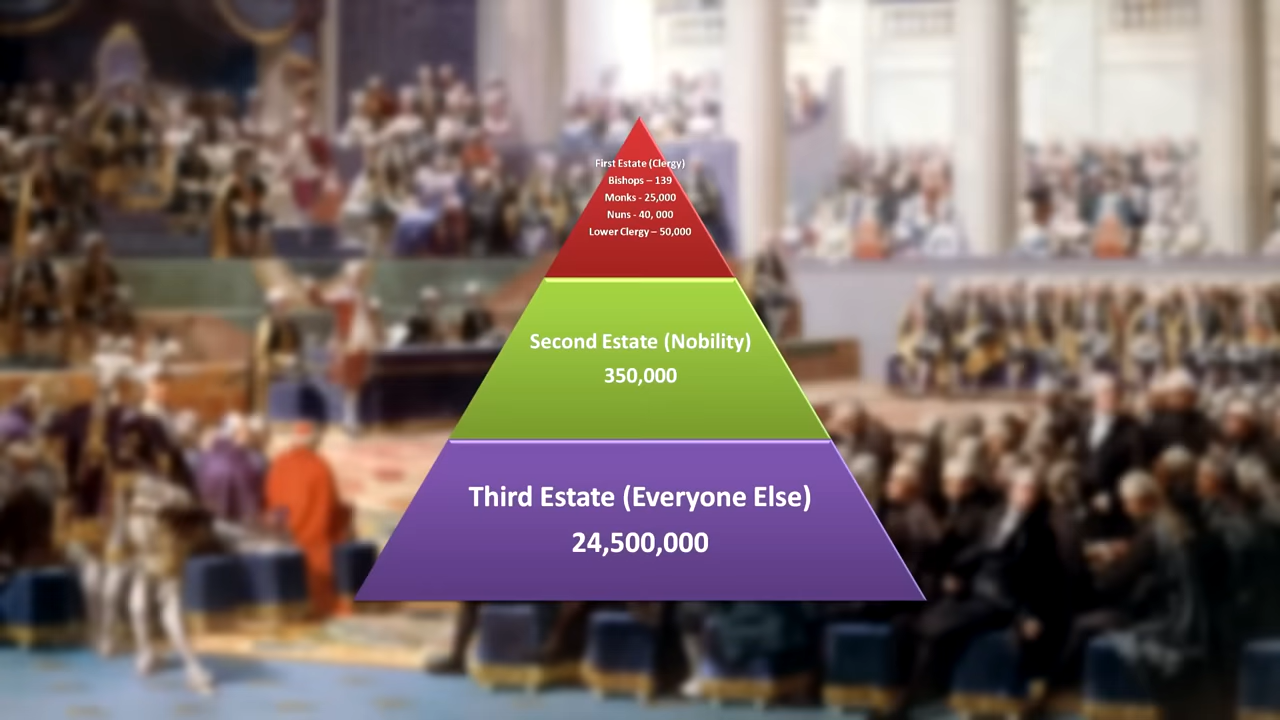 First Estate (Clergy)
Bishops – 139
Monks - 25,000
Nuns - 40, 000
Lower Clergy – 50,000
Second Estate (Nobility)
350,000
Third Estate (Everyone Else)
24,500,000